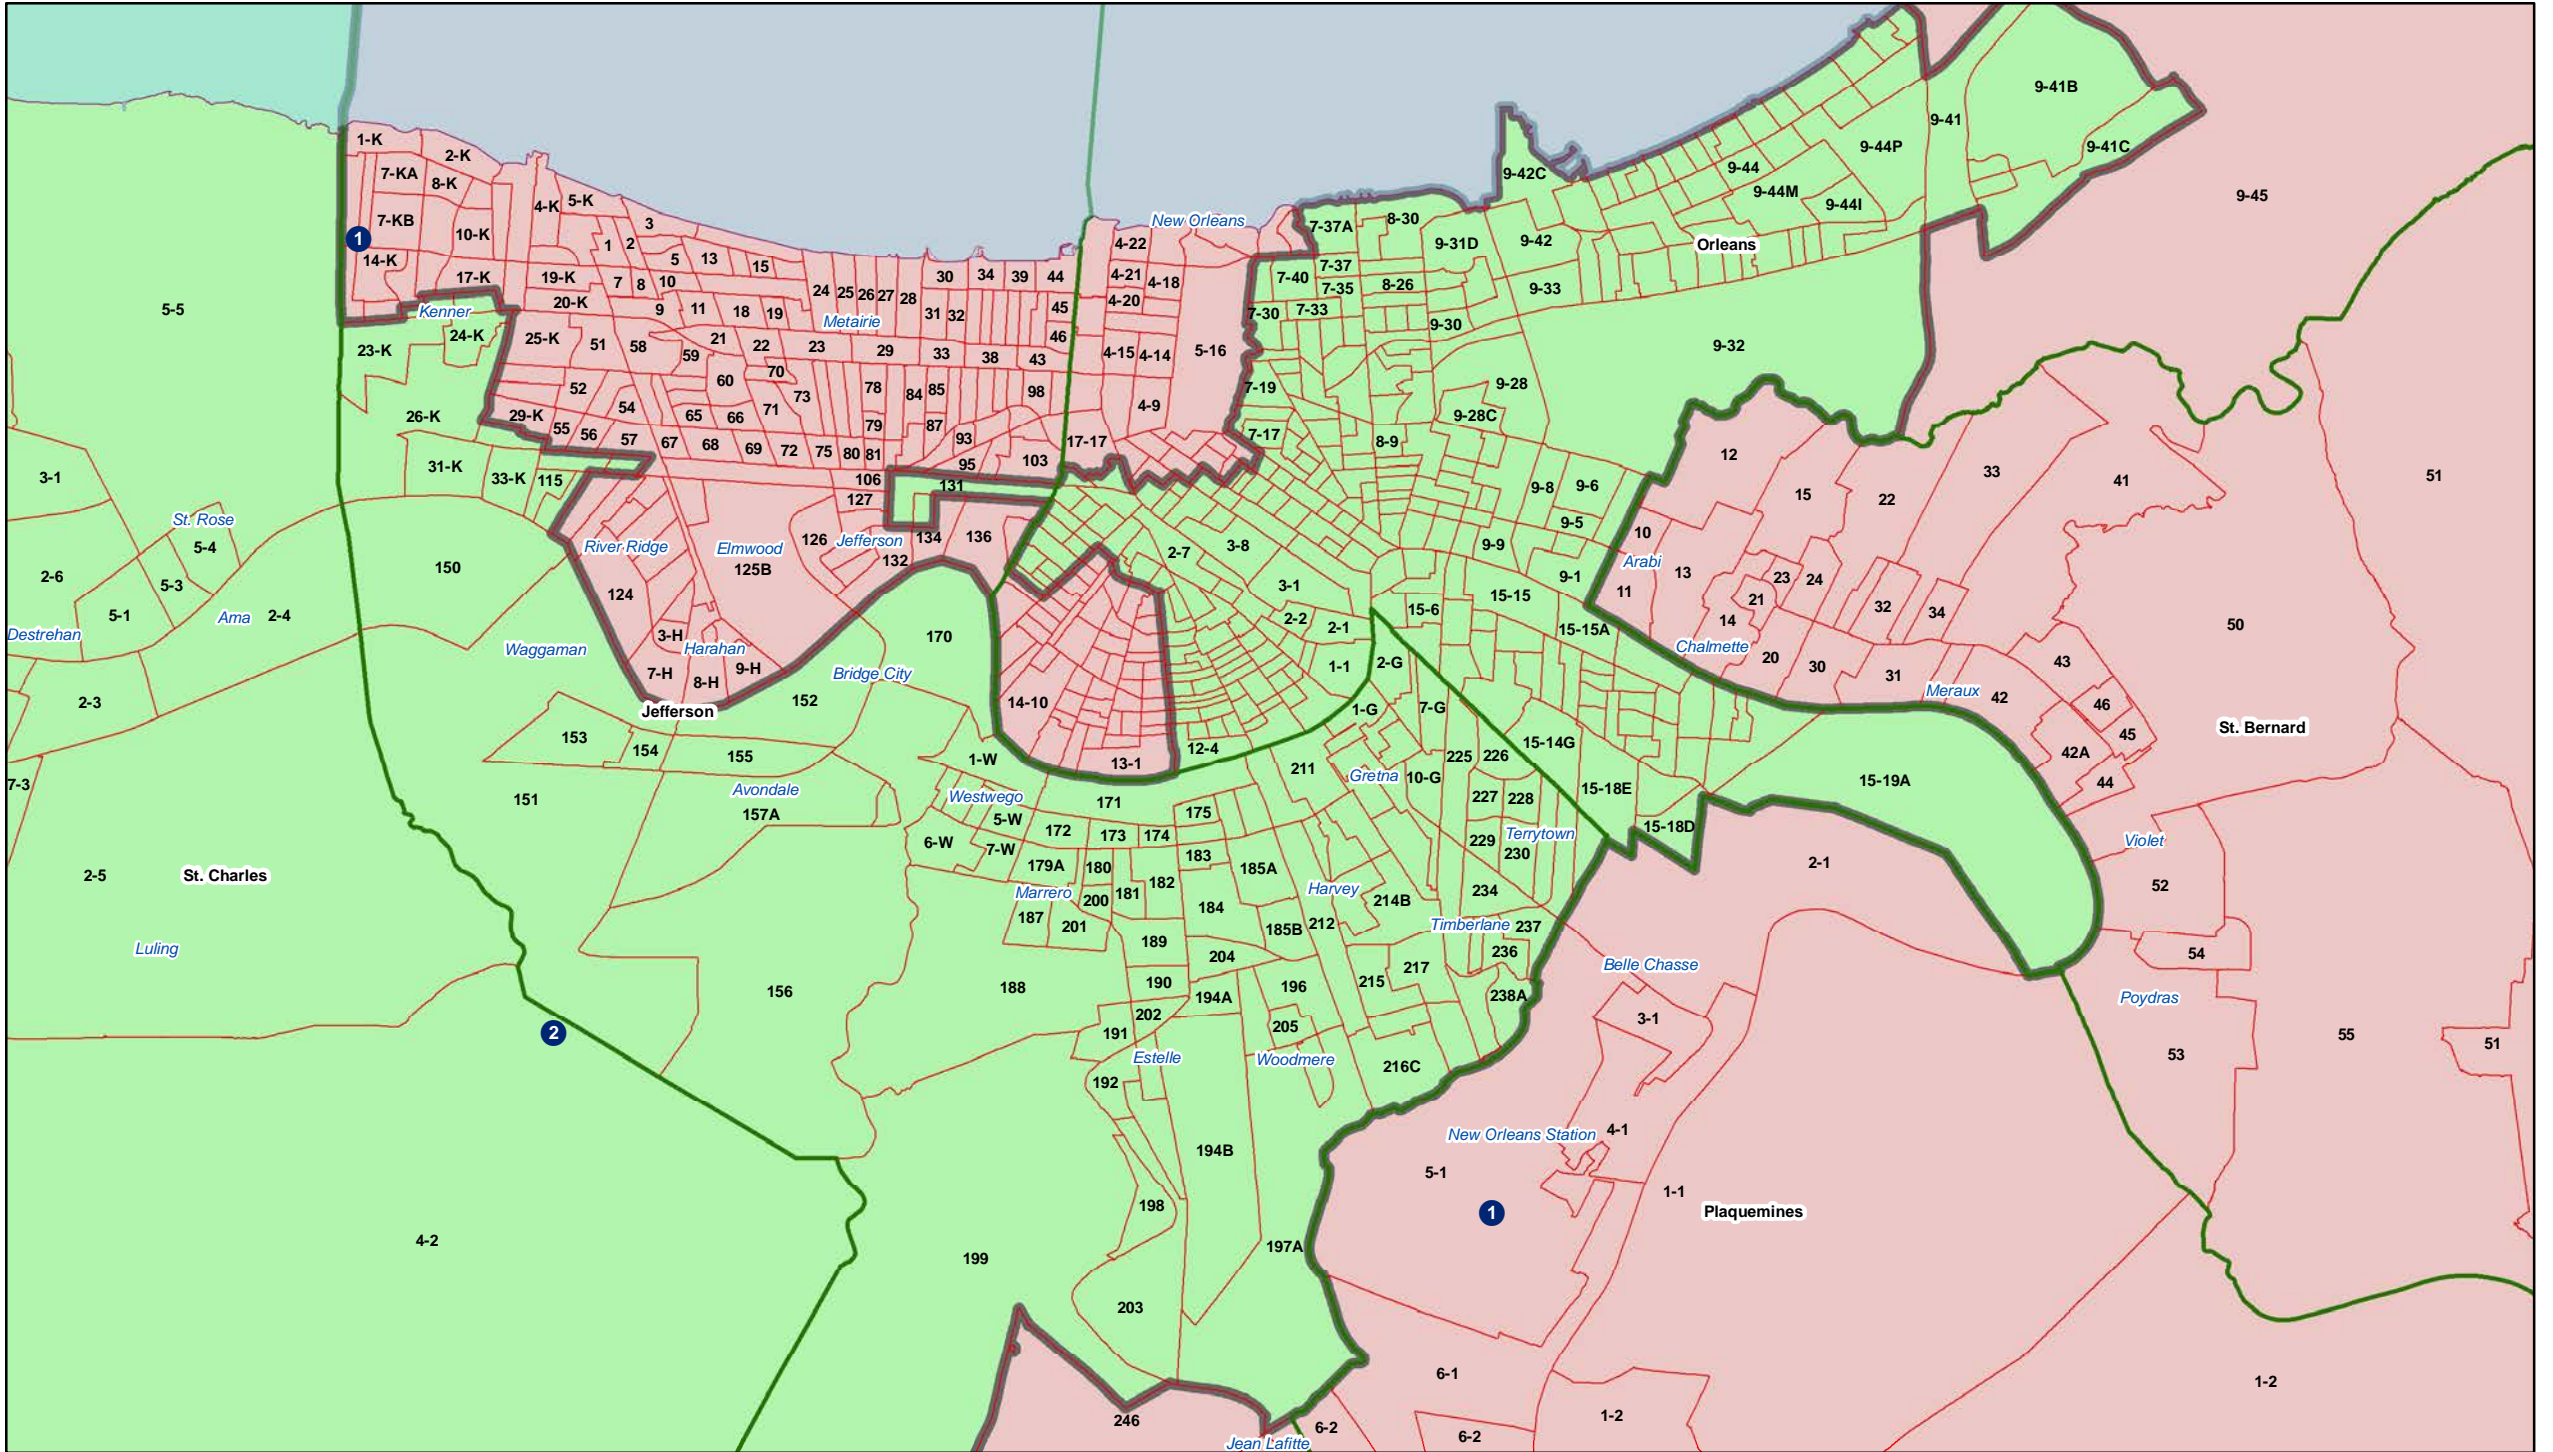 9-41B
1-K
2-K
9-41
9-44P
9-41C
7-KA
8-K
9-42C
9-44
9-44M
9-44I
9-45
4-K
5-K
7-KB
10-K
3
New Orleans
7-37A
8-30
1
1
2
4-22
9-31D
9-42
Orleans
14-K
5
13
15
17-K
19-K
7
8
10
30
34
39
44
4-21
4-18
7-40
7-37
7-35
8-26
9-33
5-5
Kenner
20-K
9
11
18
19
24
25
26
27
28
31
32
45
4-20
7-30
7-33
9-30
Metairie
23-K
24-K
25-K
51
58
59
21
22
23
29
33
38
43
46
4-15
4-14
5-16
9-32
52
60
70
73
78
84
85
98
7-19
9-28
26-K
29-K
54
65
66
71
79
87
4-9
9-28C
55
56
57
67
68
69
72
75
80
81
93
95
103
17-17
7-17
8-9
12
33
3-1
31-K
33-K
115
106
127
131
9-8
9-6
15
22
41
51
St. Rose
5-4
River Ridge
Elmwood
125B
126
Jefferson
132
134
136
2-7
3-8
9-9
9-5
10
Arabi
2-6
5-3
150
124
3-1
9-1
11
13
23
24
5-1
Ama
2-4
15-6
15-15
21
14
32
34
50
Destrehan
Waggaman
3-H
Harahan
170
2-2
2-1
15-15A
Chalmette
7-H
8-H
9-H
Bridge City
1-1
2-G
20
30
31
43
2-3
Jefferson
152
14-10
1-G
7-G
Meraux
42
46
St. Bernard
153
154
155
1-W
13-1
12-4
211
225
226
15-14G
45
42A
44
7-3
151
Avondale
157A
Westwego
5-W
171
175
Gretna
10-G
227
228
15-18E
15-19A
6-W
7-W
172
173
174
229
230
Terrytown
15-18D
Violet
2-5
St. Charles
179A
180
183
185A
2-1
52
Marrero
200
181
182
Harvey
214B
234
187
201
184
185B
212
Timberlane
237
Luling
189
204
236
Belle Chasse
54
156
188
190
194A
196
215
217
238A
Poydras
2
202
191
205
3-1
53
55
51
Estelle
Woodmere
216C
192
New Orleans Station
4-1
194B
5-1
1-1
198
1
Plaquemines
4-2
199
197A
203
6-1
1-2
246
6-2
6-2
1-2
Jean Lafitte